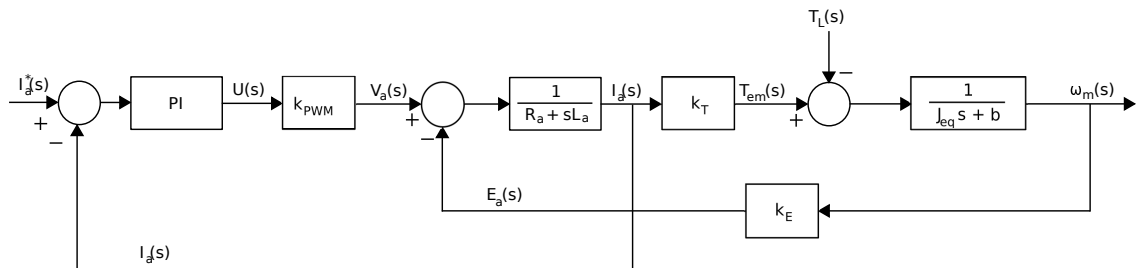 T_L(s)
I_a^*(s)
+
−
PI
U(s)
k_PWM
V_a(s)
+
−
1
R_a + sL_a
I_a(s)
k_T
T_em(s)
+
−
1
J_eq s + b
ω_m(s)
E_a(s)
k_E
I_a(s)